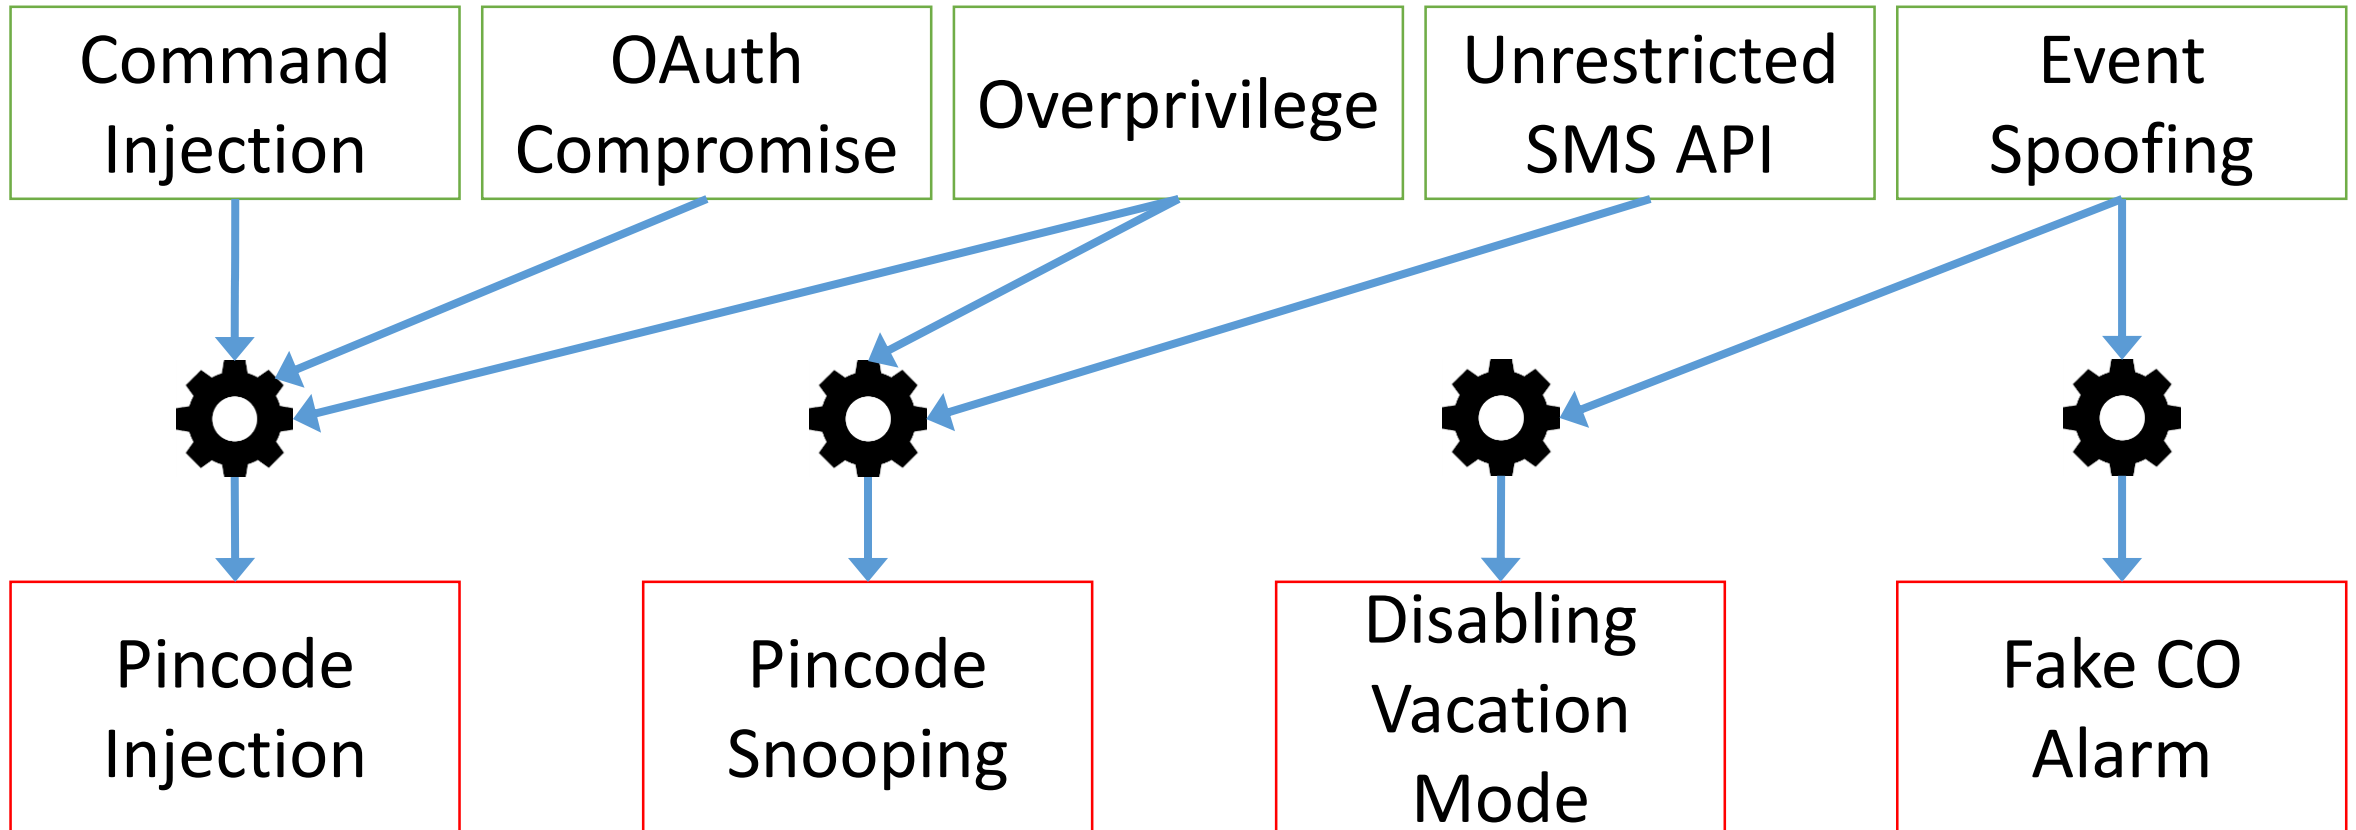 Command
Injection
OAuth
Compromise
Overprivilege
Unrestricted
SMS API
Event
Spoofing
Pincode
Injection
Pincode
Snooping
Disabling
Vacation
Mode
Fake CO
Alarm